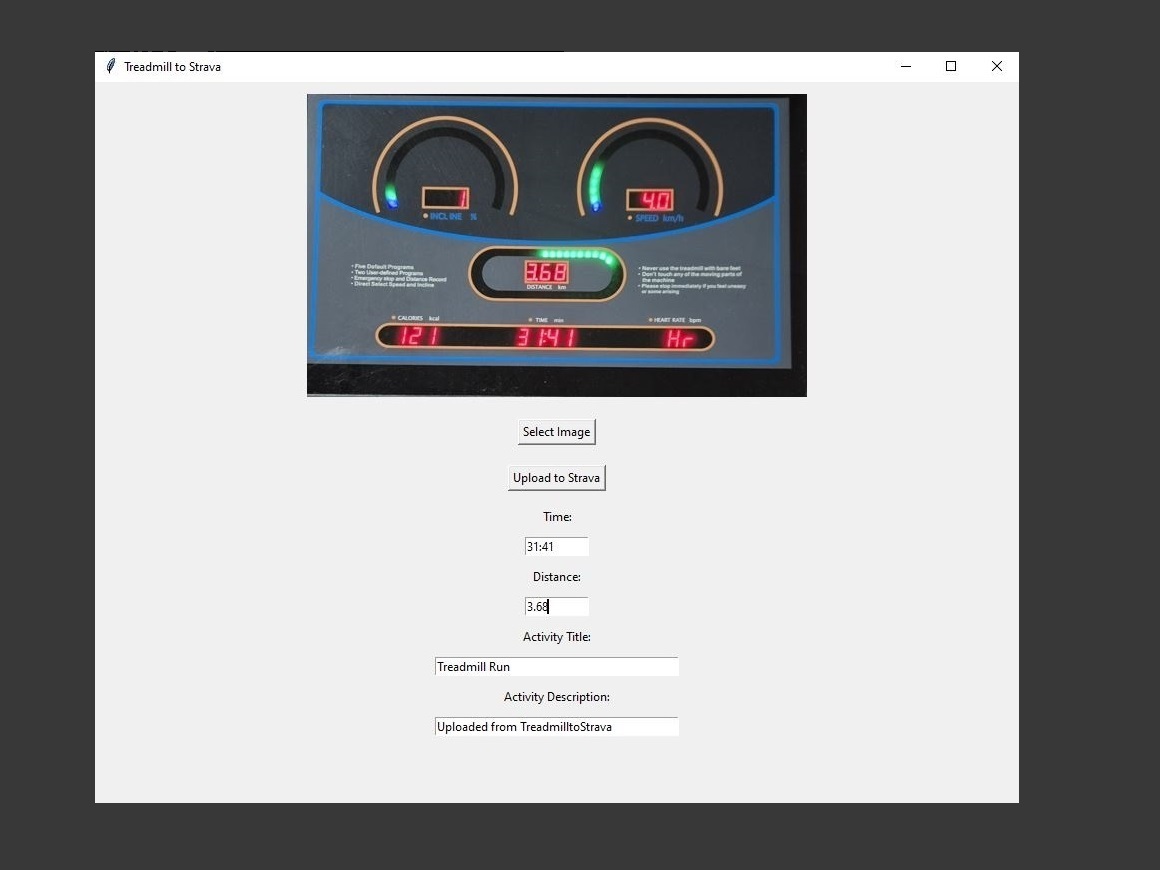 Treadmill to Strava
1
4.0
INCLINE %
SPEED km/h
• Five Default Programs
• Two User-defined Programs
• Emergency stop and Distance Record
• Direct Select Speed and Incline
3.68
DISTANCE km
• Never use the treadmill with bare feet
• Don't touch any of the moving parts of
the machine
• Please stop immediately if you feel uneasy
or some wrong
CALORIES kcal
TIME min
HEART RATE bpm
121
31:41
Hr
Select Image
Upload to Strava
Time:
31:41
Distance:
3.68
Activity Title:
Treadmill Run
Activity Description:
Uploaded from TreadmilltoStrava